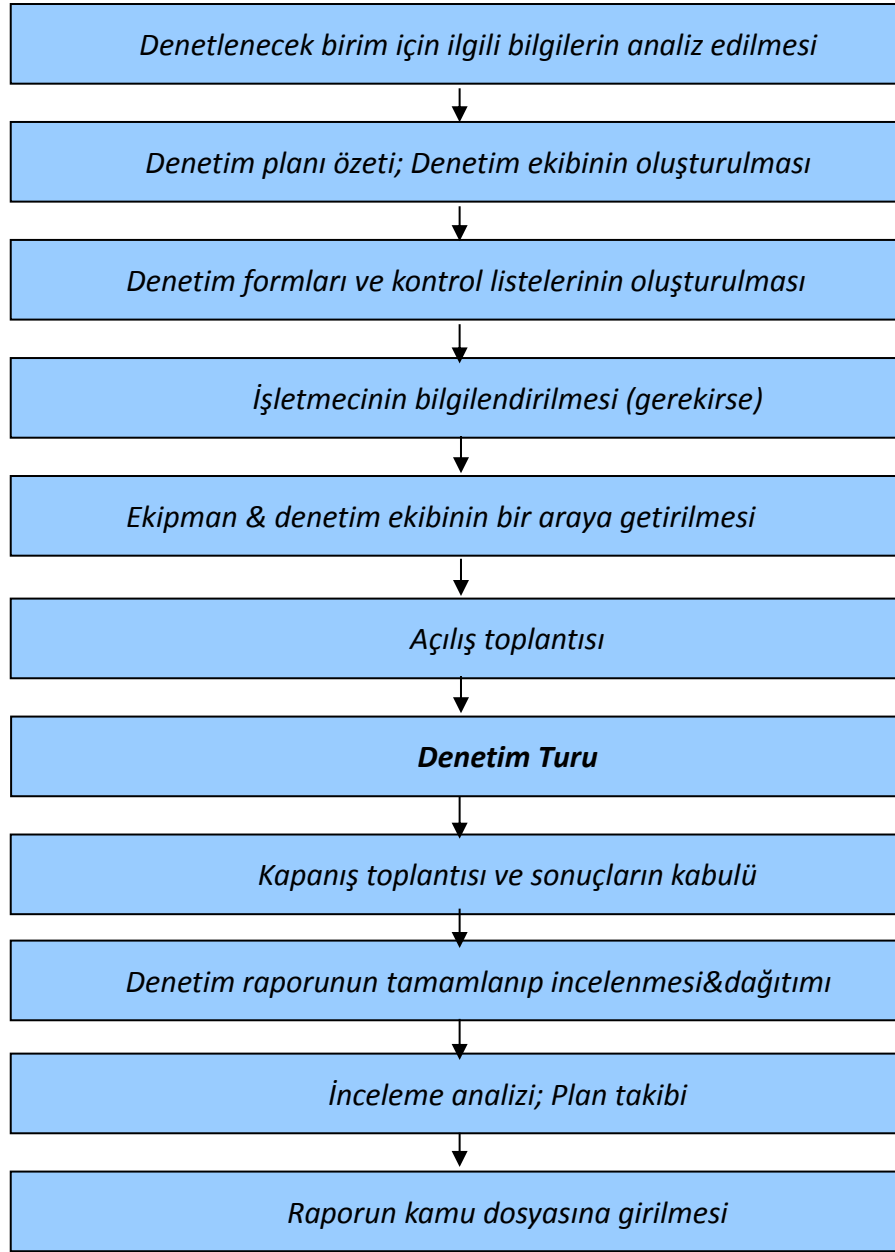 Denetlenecek birim için ilgili bilgilerin analiz edilmesi
Denetim planı özeti; Denetim ekibinin oluşturulması
Denetim formları ve kontrol listelerinin oluşturulması
İşletmecinin bilgilendirilmesi (gerekirse)
Ekipman & denetim ekibinin bir araya getirilmesi
Açılış toplantısı
Denetim Turu
Kapanış toplantısı ve sonuçların kabulü
Denetim raporunun tamamlanıp incelenmesi&dağıtımı
İnceleme analizi; Plan takibi
Raporun kamu dosyasına girilmesi